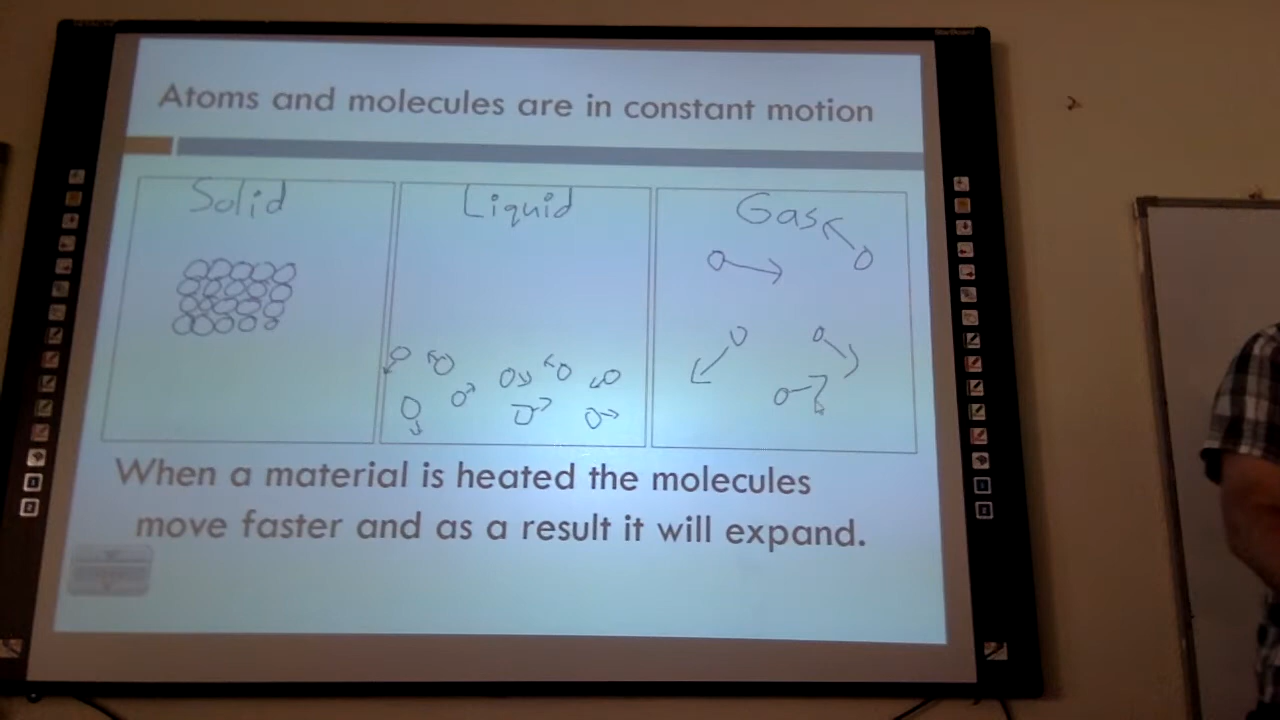 StarBoard
Atoms and molecules are in constant motion
Solid
Liquid
Gas
When a material is heated the molecules
move faster and as a result it will expand.